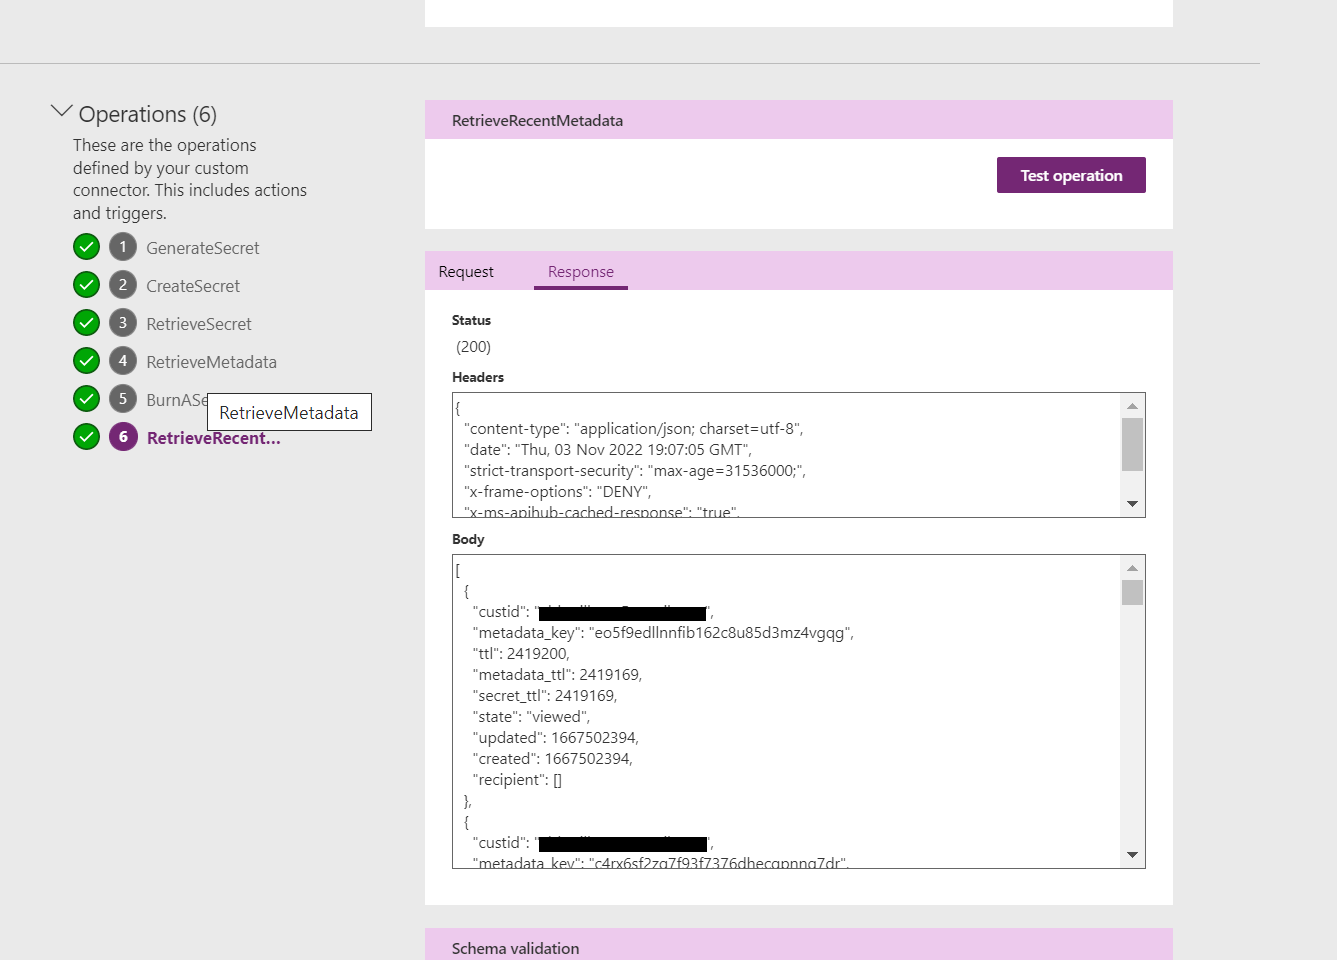 Operations (6)
These are the operations
defined by your custom
connector. This includes actions
and triggers.
1 GenerateSecret
2 CreateSecret
3 RetrieveSecret
4 RetrieveMetadata
5 BurnASe
RetrieveMetadata
6 RetrieveRecent...
RetrieveRecentMetadata
Test operation
Request Response
Status
(200)
Headers
{
"content-type": "application/json; charset=utf-8",
"date": "Thu, 03 Nov 2022 19:07:05 GMT",
"strict-transport-security": "max-age=31536000;",
"x-frame-options": "DENY",
"x-ms-apihub-cached-response": "true",
Body
[
{
"custid": "",
"metadata_key": "eo5f9edllnnfib162c8u85d3mz4vgqg",
"ttl": 2419200,
"metadata_ttl": 2419169,
"secret_ttl": 2419169,
"state": "viewed",
"updated": 1667502394,
"created": 1667502394,
"recipient": []
},
{
"custid": "",
"metadata_key": "c4rx6sf2zq7f93f7376dhecqpnnq7dr",
Schema validation